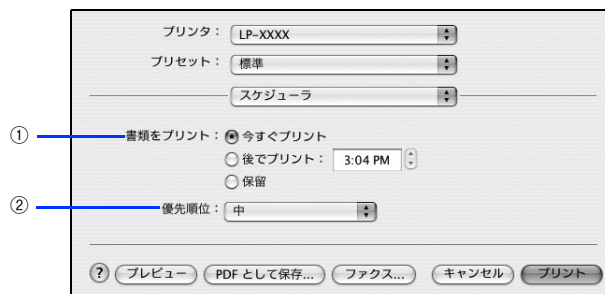 プリンタ： LP-XXXX
プリセット： 標準
スケジューラ
① 書類をプリント： 今すぐプリント
後でプリント： 3:04 PM
保留
② 優先順位： 中
? プレビュー PDF として保存... ファクス... キャンセル プリント